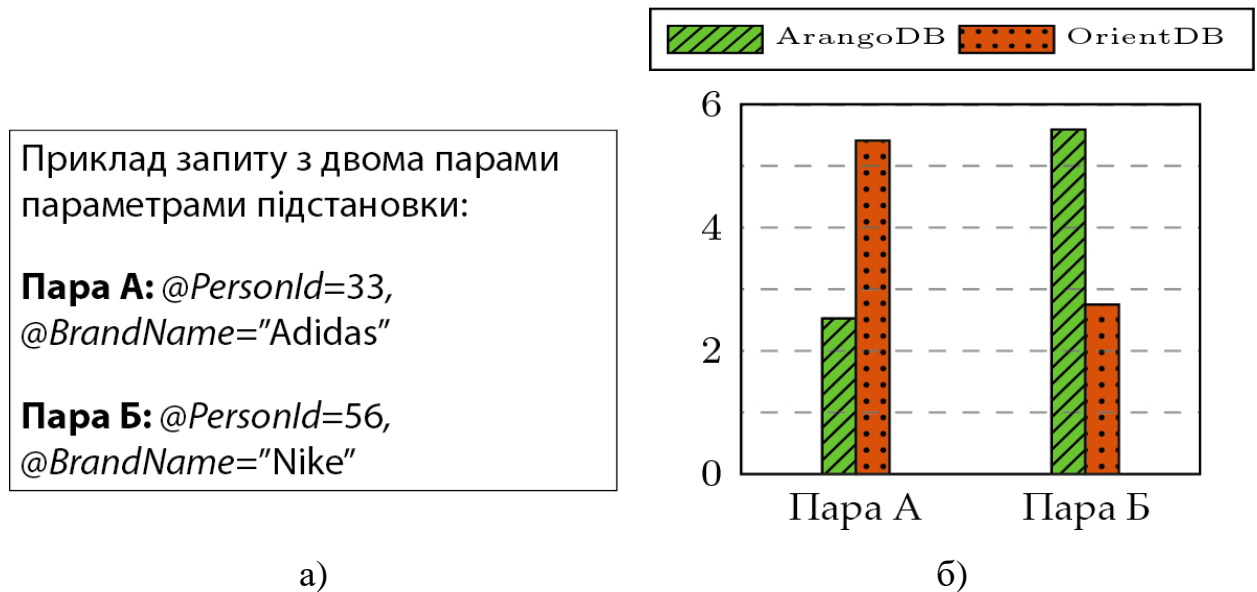 Приклад запиту з двома парами
параметрами підстановки:
Пара А: @PersonId=33,
@BrandName=”Adidas”
Пара Б: @PersonId=56,
@BrandName=”Nike”
а)
ArangoDB OrientDB
6
4
2
0
Пара А Пара Б
б)